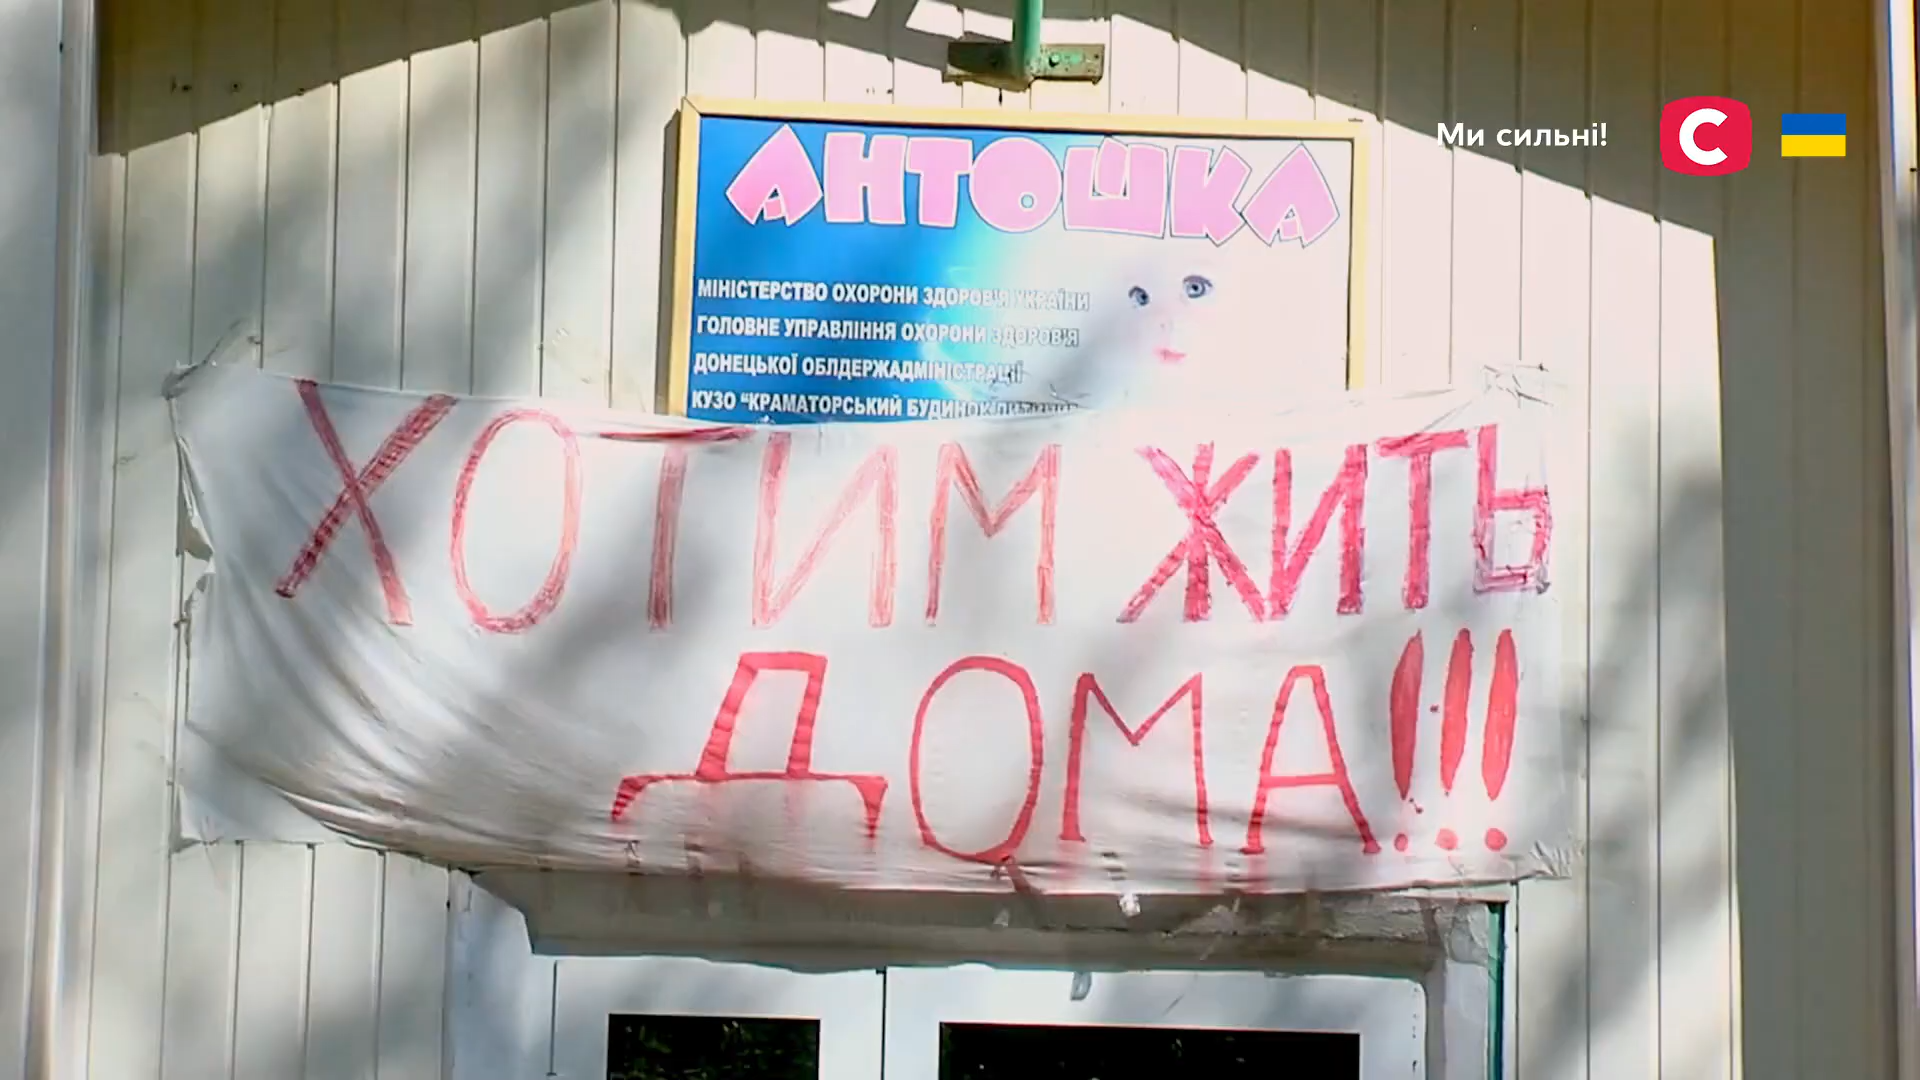 Ми сильні!
АНТОШКА
МІНІСТЕРСТВО ОХОРОНИ ЗДОРОВ'Я УКРАЇНИ
ГОЛОВНЕ УПРАВЛІННЯ ОХОРОНИ ЗДОРОВ'Я
ДОНЕЦЬКОЇ ОБЛДЕРЖАДМІНІСТРАЦІЇ
КУЗО "КРАМАТОРСЬКИЙ БУДИНОК ДИТИНИ"
ХОТИМ ЖИТЬ
ДОМА!!!